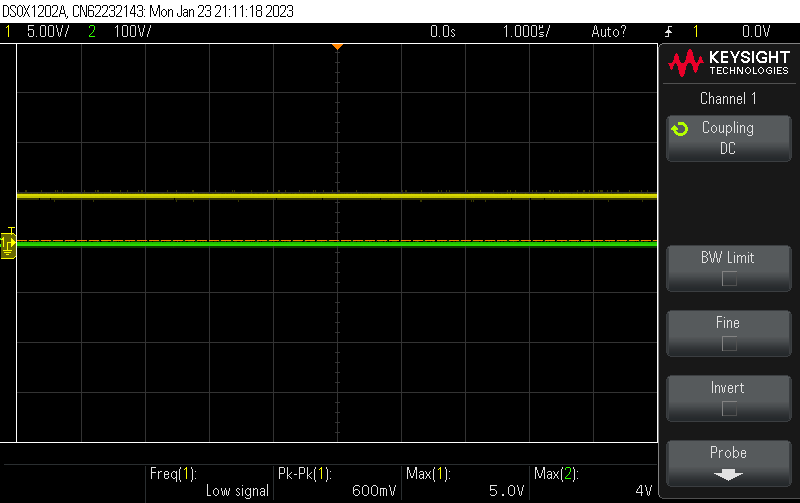 DSOX1202A, CN62232143: Mon Jan 23 21:11:18 2023
1 5.00V/ 2 100V/ 0.0s 1.000s/ Auto? 1 0.0V
KEYSIGHT
TECHNOLOGIES
Channel 1
Coupling
DC
BW Limit
Fine
Invert
Probe
Freq(1): Pk-Pk(1): Max(1): Max(2):
Low signal 600mV 5.0V 4V